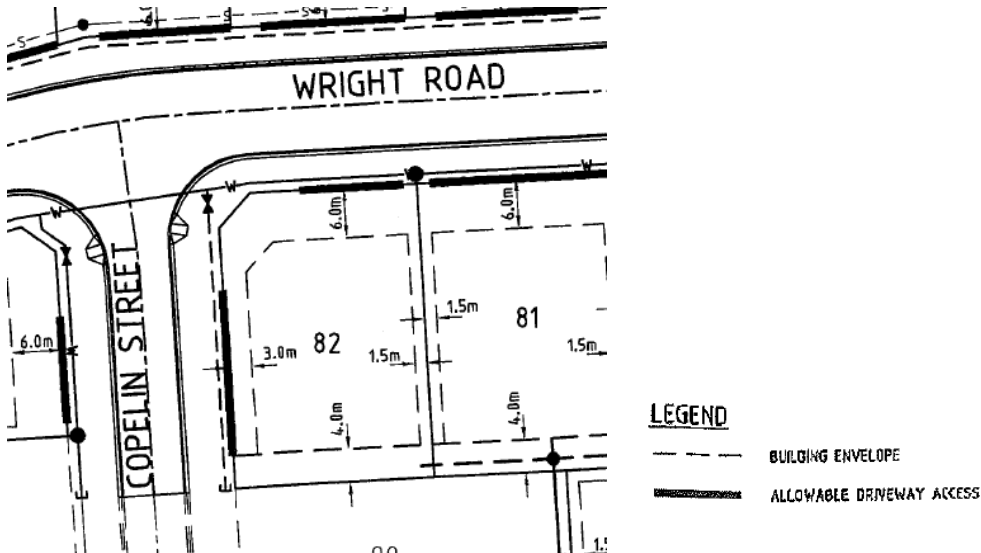 S
S
S
WRIGHT ROAD
W
W
W
W
6.0m
6.0m
COPELIN STREET
1.5m
81
6.0m
3.0m
82
1.5m
1.5m
4.0m
4.0m
LEGEND
BUILDING ENVELOPE
ALLOWABLE DRIVEWAY ACCESS